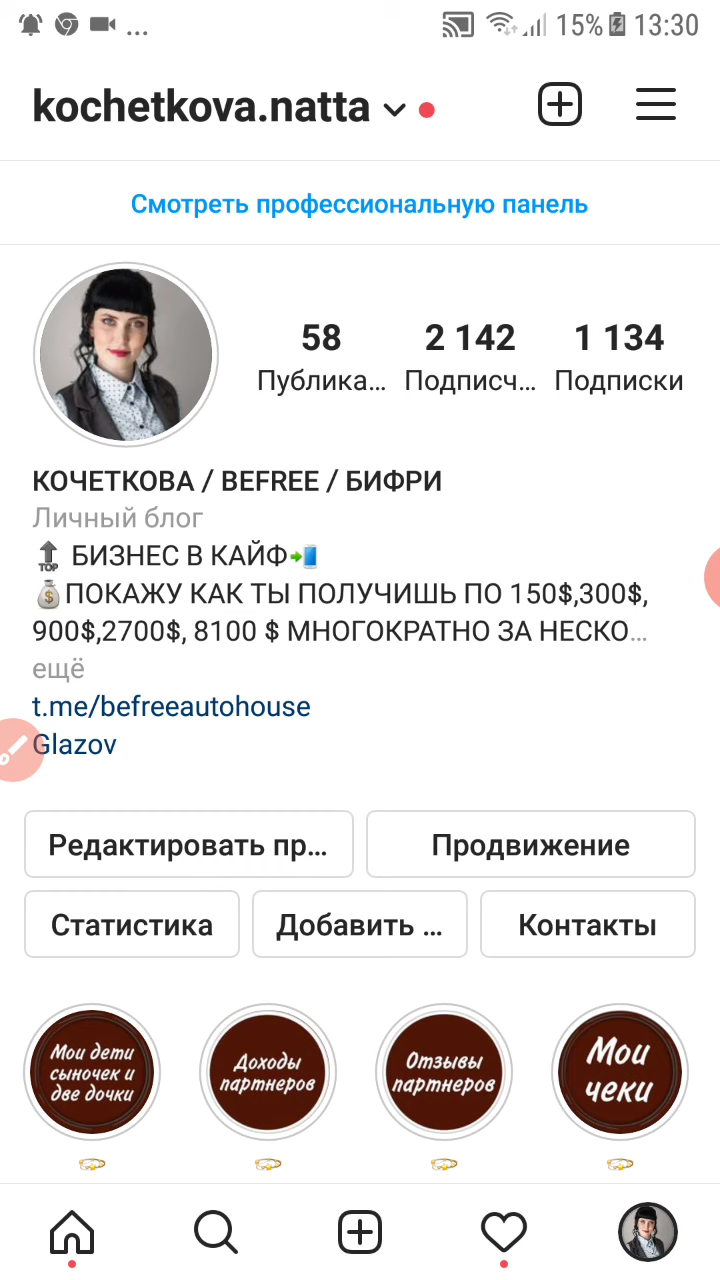 ... 15% 13:30
kochetkova.natta
Смотреть профессиональную панель
58 2 142 1 134
Публика... Подписч... Подписки
КОЧЕТКОВА / BEFREE / БИФРИ
Личный блог
TOP БИЗНЕС В КАЙФ
$ ПОКАЖУ КАК ТЫ ПОЛУЧИШЬ ПО 150$,300$,
900$,2700$, 8100 $ МНОГОКРАТНО ЗА НЕСКО...
ещё
t.me/befreeautohouse
Glazov
Редактировать пр... Продвижение
Статистика Добавить ... Контакты
Мои дети
сыночек и
две дочки
Доходы
партнеров
Отзывы
партнеров
Мои
чеки